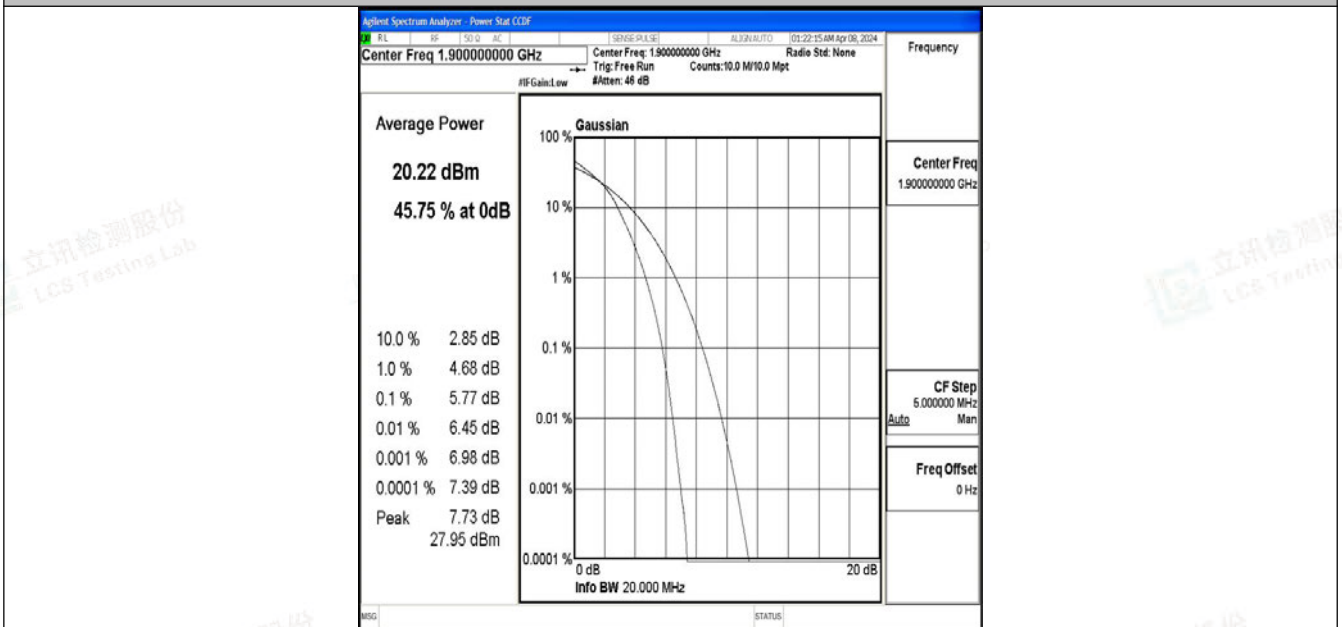 Agilent Spectrum Analyzer - Power Stat CCDF
RL RF 50 Ω AC SENSE:PULSE ALIGNAUTO 01:22:15 AM Apr 08, 2024
Center Freq 1.900000000 GHz
Center Freq: 1.900000000 GHz Radio Std: None
Trig: Free Run Counts:10.0 M/10.0 Mpt
#IFGain:Low #Atten: 46 dB
Frequency
Average Power
20.22 dBm
45.75 % at 0dB
10.0 % 2.85 dB
1.0 % 4.68 dB
0.1 % 5.77 dB
0.01 % 6.45 dB
0.001 % 6.98 dB
0.0001 % 7.39 dB
Peak 7.73 dB
27.95 dBm
Gaussian
100 %
10 %
1 %
0.1 %
0.01 %
0.001 %
0.0001 %
0 dB 20 dB
Info BW 20.000 MHz
Center Freq
1.900000000 GHz
CF Step
5.000000 MHz
Auto Man
Freq Offset
0 Hz
MSG STATUS
立讯检测股份
LCS Testing Lab
立讯检测股
LCS Testing